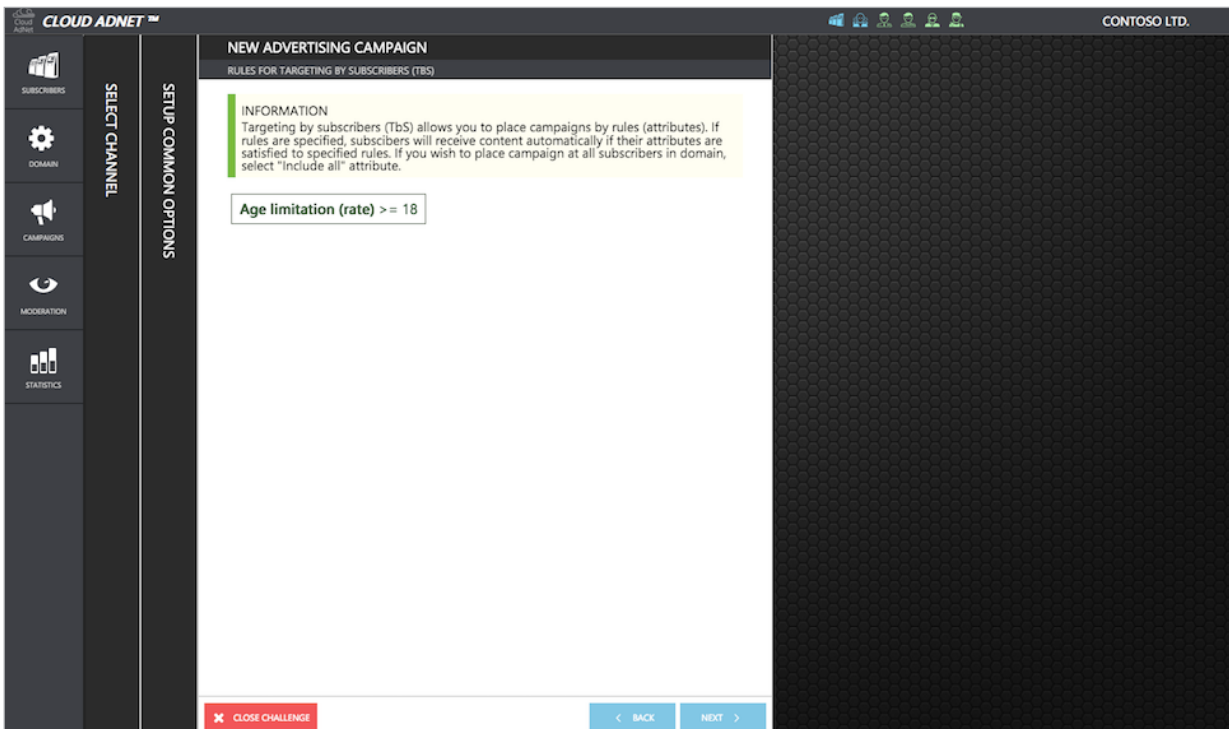 Cloud
AdNet
CLOUD ADNET ™
CONTOSO LTD.
SUBSCRIBERS
DOMAIN
CAMPAIGNS
MODERATION
STATISTICS
SELECT CHANNEL
SETUP COMMON OPTIONS
NEW ADVERTISING CAMPAIGN
RULES FOR TARGETING BY SUBSCRIBERS (TBS)
INFORMATION
Targeting by subscribers (TbS) allows you to place campaigns by rules (attributes). If
rules are specified, subscibers will receive content automatically if their attributes are
satisfied to specified rules. If you wish to place campaign at all subscribers in domain,
select "Include all" attribute.
Age limitation (rate) >= 18
CLOSE CHALLENGE
BACK
NEXT